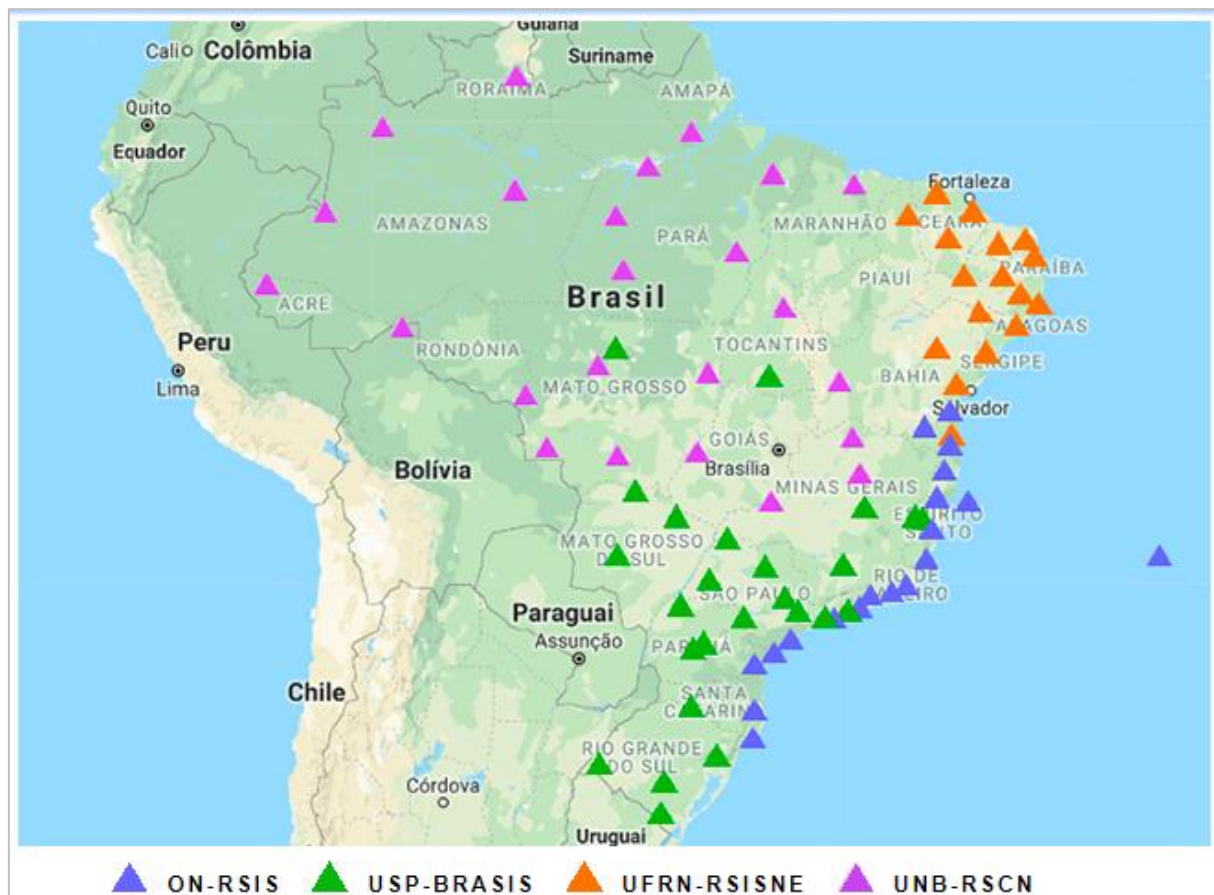 Guiana
Cali Colômbia
Suriname
RORAIMA
AMAPÁ
Quito
Equador
Fortaleza
CEARÁ
AMAZONAS
MARANHÃO
PARÁ
PARAÍBA
PIAUÍ
Brasil
ACRE
ALAGOAS
Peru
RONDÔNIA
TOCANTINS
SERGIPE
Lima
MATO GROSSO
BAHIA
Salvador
GOIÁS
Bolívia
Brasília
MINAS GERAIS
ESPÍRITO
SANTO
MATO GROSSO
DO SUL
RIO DE
JANEIRO
SÃO PAULO
Paraguai
Assunção
PARANÁ
Chile
SANTA
CATARINA
RIO GRANDE
DO SUL
Córdova
Uruguai
ON-RSIS USP-BRASIS UFRN-RSISNE UNB-RSCN